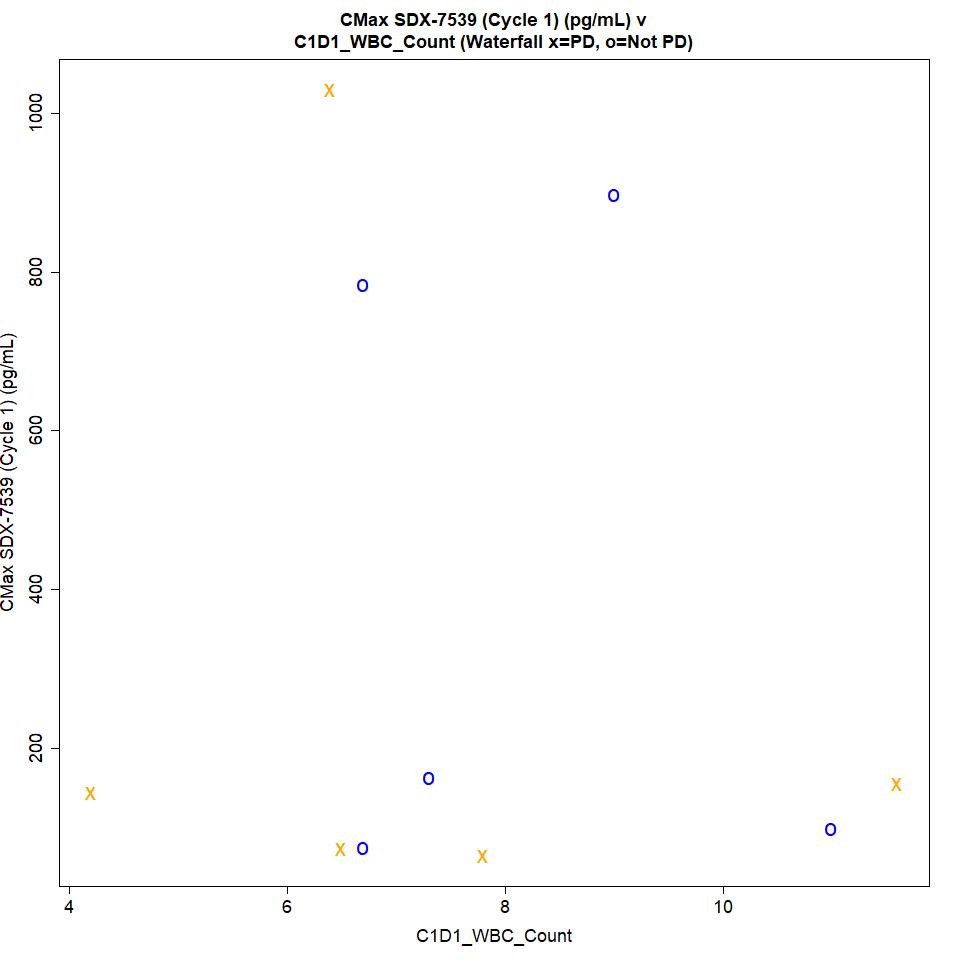 CMax SDX-7539 (Cycle 1) (pg/mL) v
C1D1_WBC_Count (Waterfall x=PD, o=Not PD)
CMax SDX-7539 (Cycle 1) (pg/mL)
1000
800
600
400
200
x
o
o
o
x
x
x
o
o
x
4
6
8
10
C1D1_WBC_Count